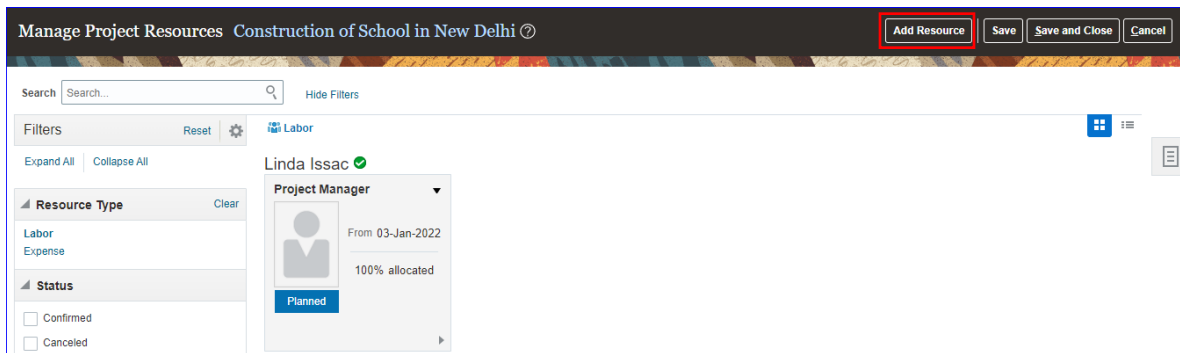 Manage Project Resources Construction of School in New Delhi
Add Resource Save Save and Close Cancel
Search Search... Hide Filters
Filters Reset
Expand All Collapse All
Resource Type Clear
Labor
Expense
Status
Confirmed
Canceled
Labor
Linda Issac
Project Manager
From 03-Jan-2022
100% allocated
Planned